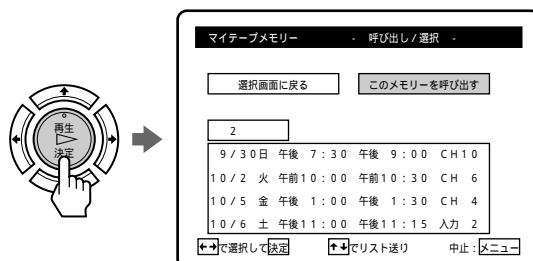 マイテープメモリー - 呼び出し/選択 -
選択画面に戻る このメモリーを呼び出す
再生
決定
2
9/30日 午後 7:30 午後 9:00 CH10
10/2 火 午前10:00 午前10:30 CH 6
10/5 金 午後 1:00 午後 1:30 CH 4
10/6 土 午後11:00 午後11:15 入力 2
←→で選択して決定 ↑↓でリスト送り 中止:メニュー